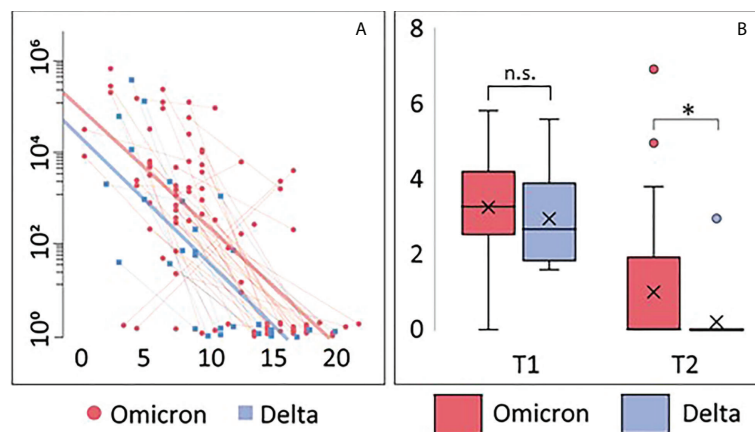 A
10⁶
10⁴
10²
10⁰
0 5 10 15 20
Omicron Delta
B
8
6
4
2
0
n.s.
*
T1 T2
Omicron Delta